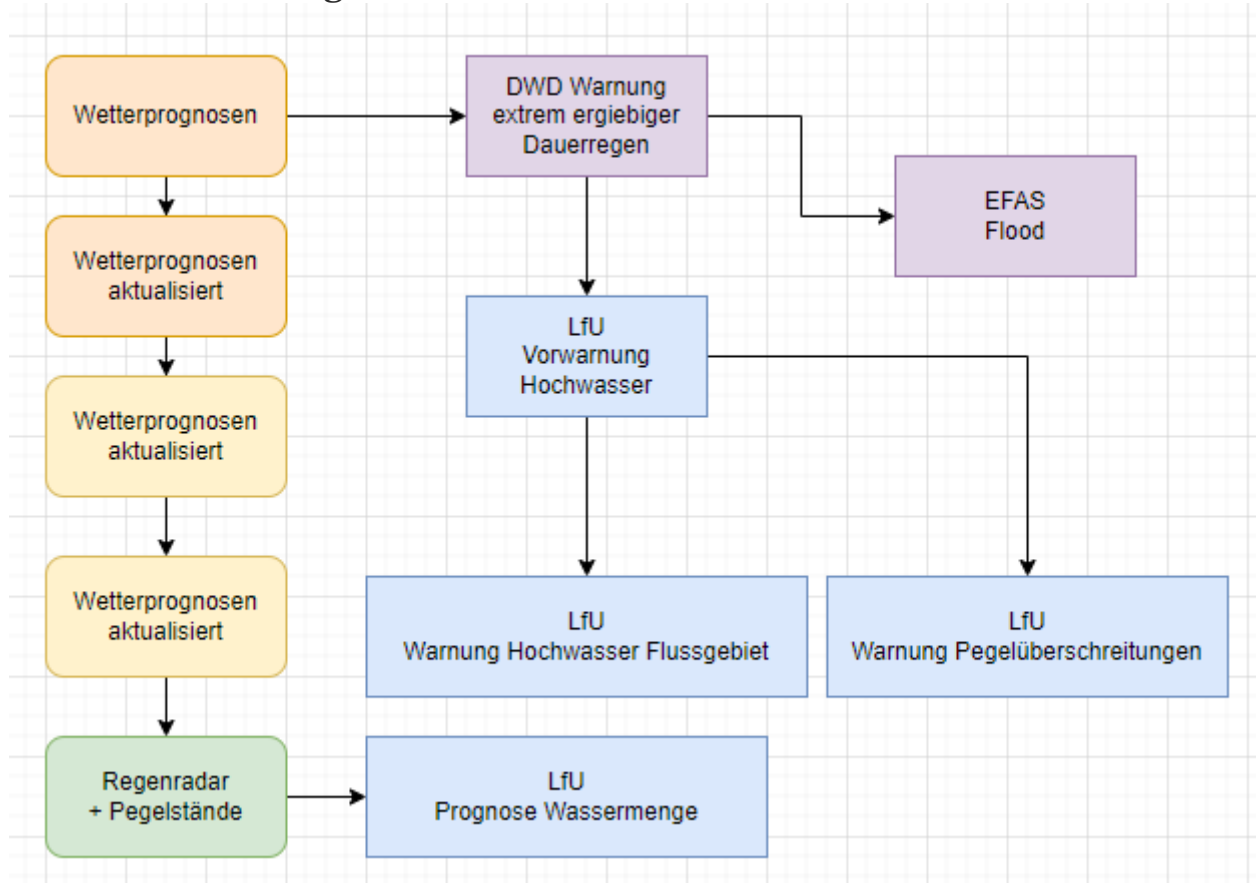 Wetterprognosen
DWD Warnung
extrem ergiebiger
Dauerregen
EFAS
Flood
Wetterprognosen
aktualisiert
LfU
Vorwarnung
Hochwasser
Wetterprognosen
aktualisiert
Wetterprognosen
aktualisiert
LfU
Warnung Hochwasser Flussgebiet
LfU
Warnung Pegelüberschreitungen
Regenradar
+ Pegelstände
LfU
Prognose Wassermenge